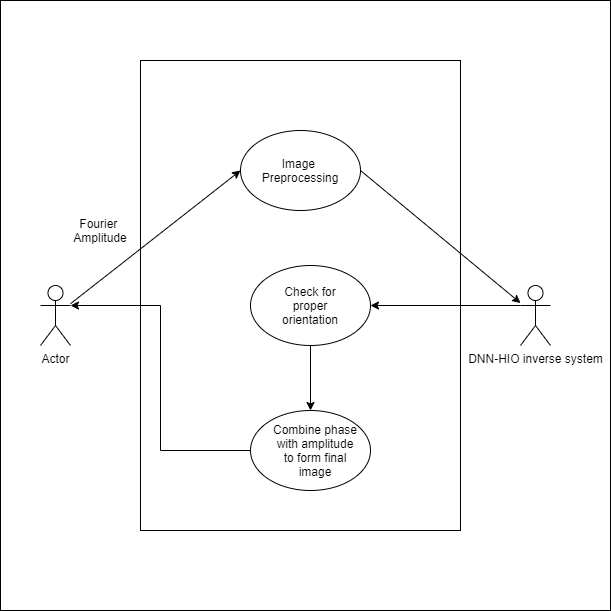 Image
Preprocessing
Fourier
Amplitude
Check for
proper
orientation
Actor
DNN-HIO inverse system
Combine phase
with amplitude
to form final
image